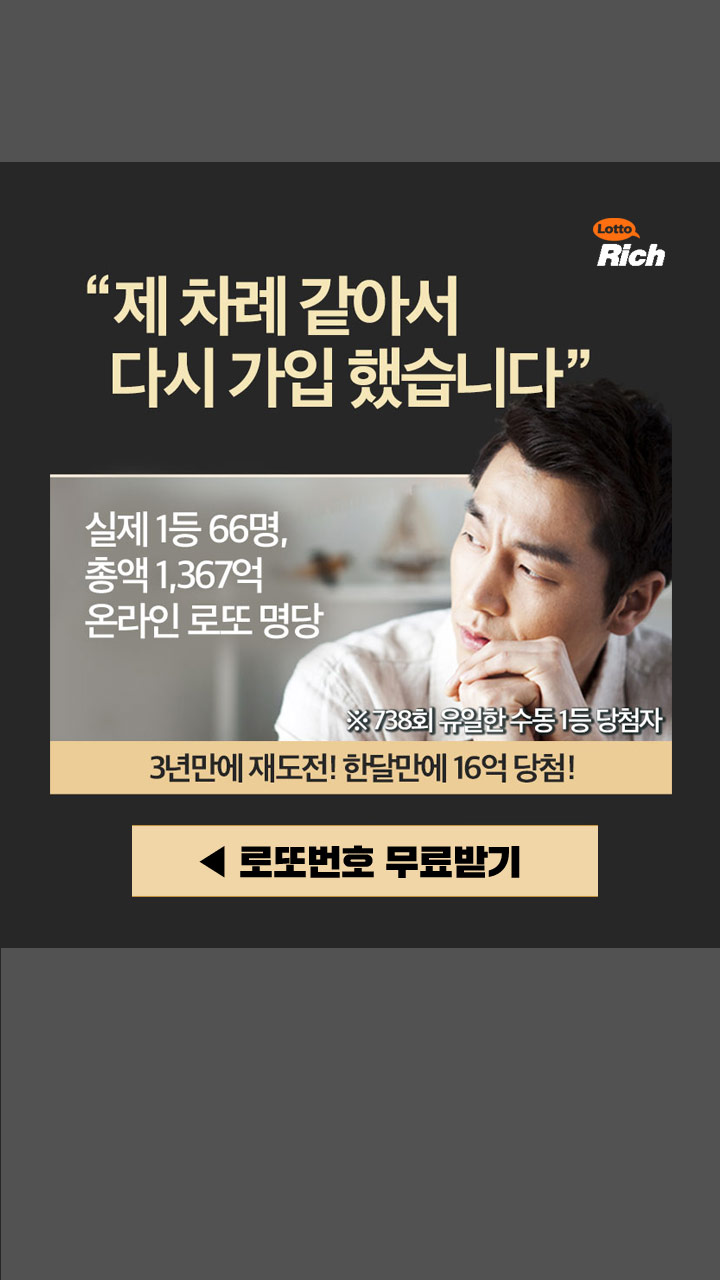 Lotto
Rich
“제 차례 같아서
다시 가입 했습니다”
실제 1등 66명,
총액 1,367억
온라인 로또 명당
※ 738회 유일한 수동 1등 당첨자
3년만에 재도전! 한달만에 16억 당첨!
◀ 로또번호 무료받기